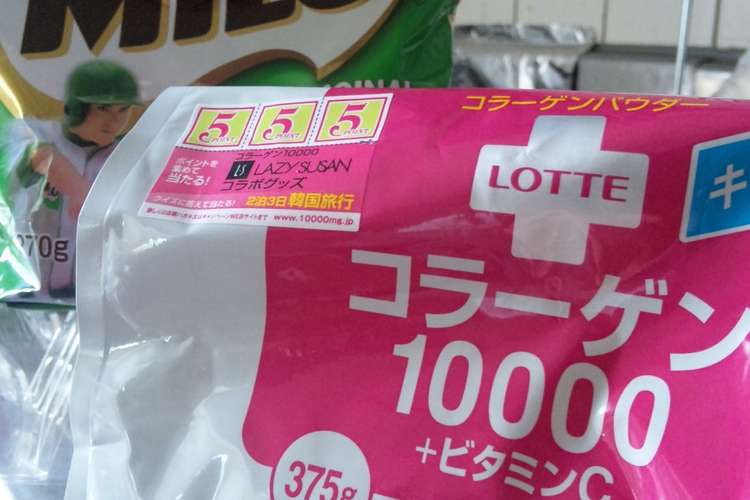 MILO
ORIGINAL
270g
5 POINT
5 POINT
5 POINT
ポイントを
集めて
当たる!
コラーゲン10000
LS LAZY SUSAN
コラボグッズ
クイズに答えて当たる!
2泊3日韓国旅行
www.10000mg.jp
コラーゲンパウダー
LOTTE
キ
コラーゲン
10000
+ビタミンC
375g